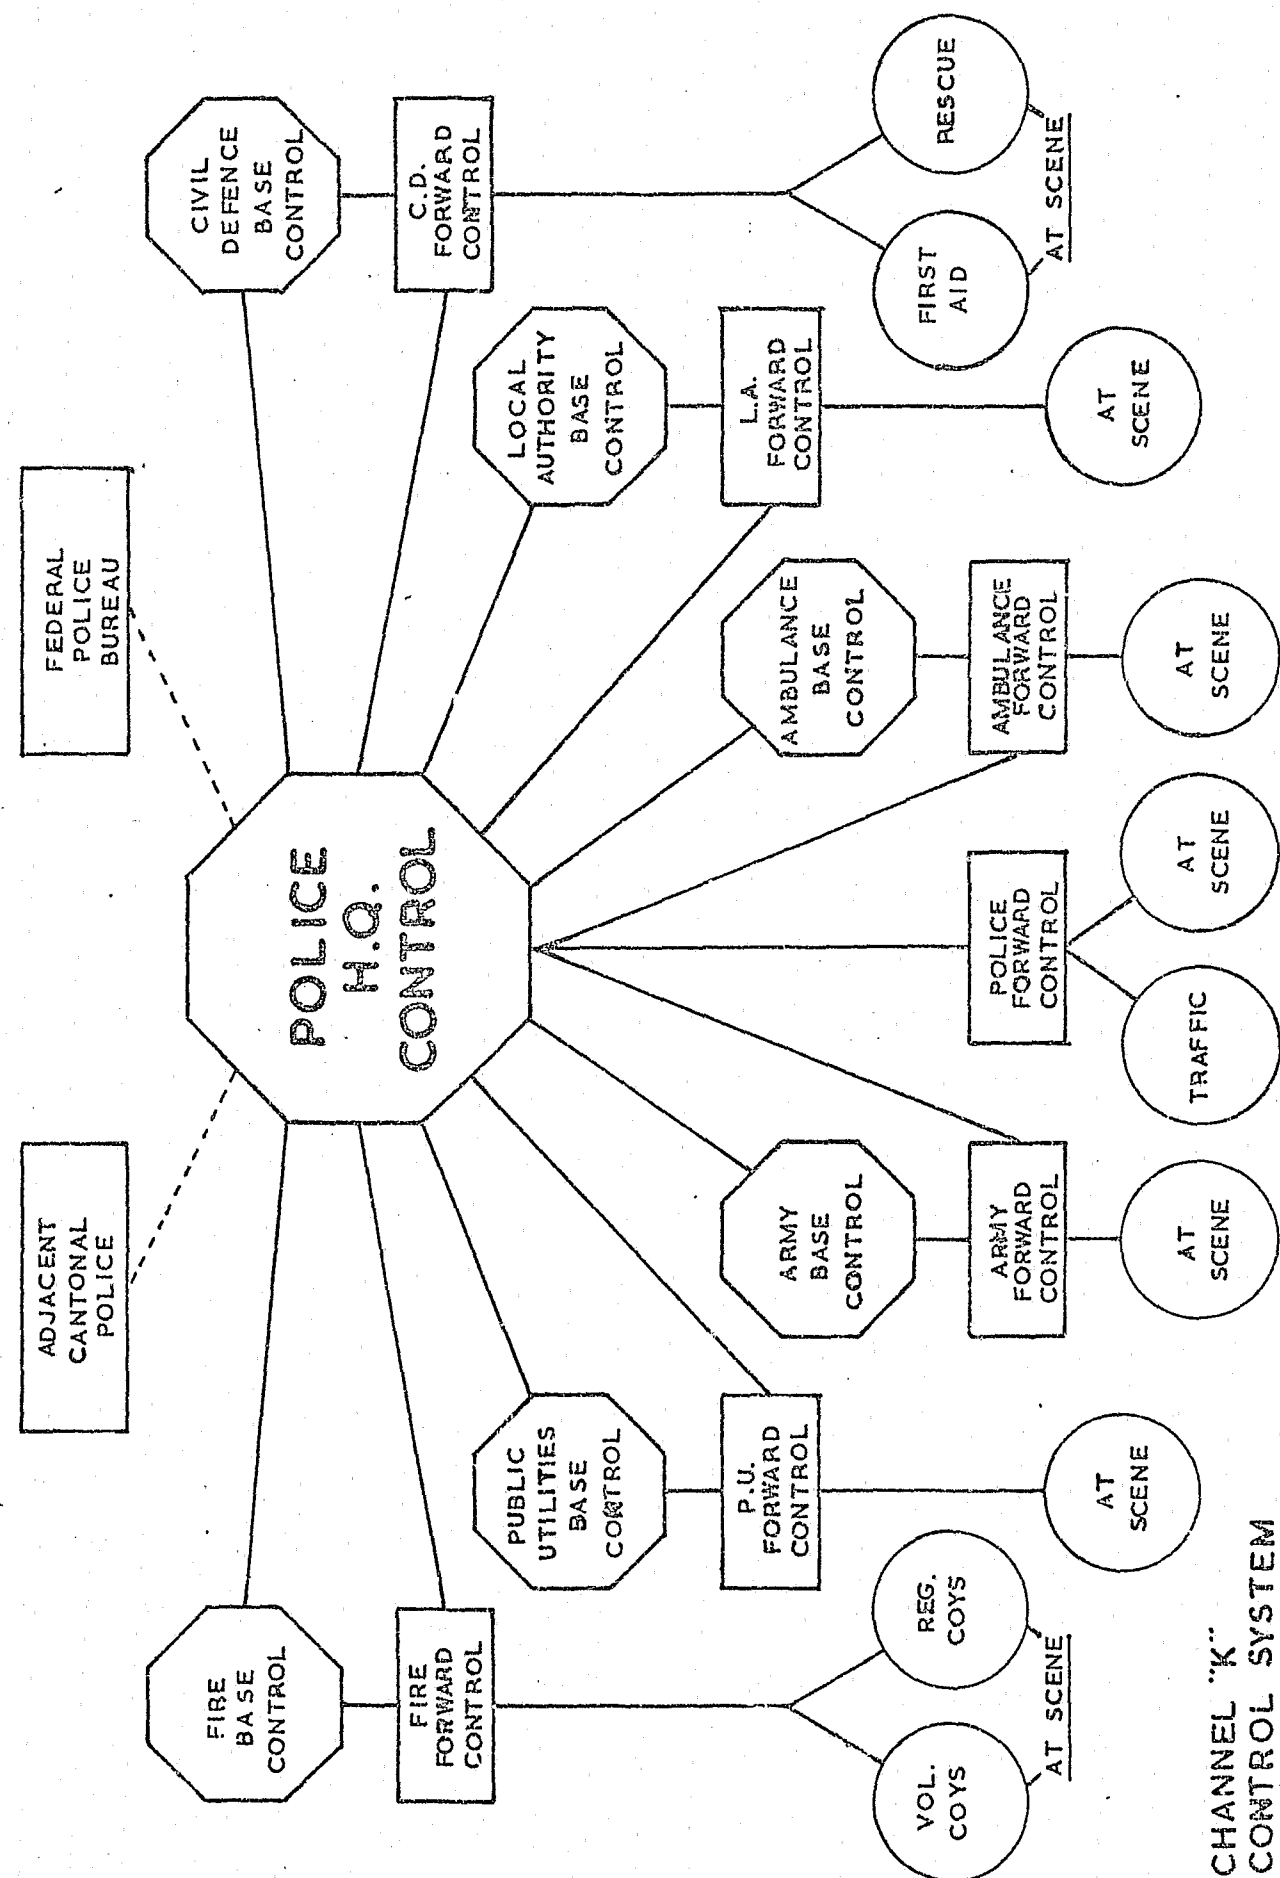 ADJACENT
CANTONAL
POLICE
FEDERAL
POLICE
BUREAU
POLICE
H.Q.
CONTROL
FIRE
BASE
CONTROL
FIRE
FORWARD
CONTROL
VOL.
COYS
REG.
COYS
AT SCENE
PUBLIC
UTILITIES
BASE
CONTROL
P.U.
FORWARD
CONTROL
AT
SCENE
ARMY
BASE
CONTROL
ARMY
FORWARD
CONTROL
AT
SCENE
POLICE
FORWARD
CONTROL
TRAFFIC
AT
SCENE
AMBULANCE
BASE
CONTROL
AMBULANCE
FORWARD
CONTROL
AT
SCENE
LOCAL
AUTHORITY
BASE
CONTROL
L.A.
FORWARD
CONTROL
AT
SCENE
CIVIL
DEFENCE
BASE
CONTROL
C.D.
FORWARD
CONTROL
FIRST
AID
RESCUE
AT SCENE
CHANNEL "K"
CONTROL SYSTEM